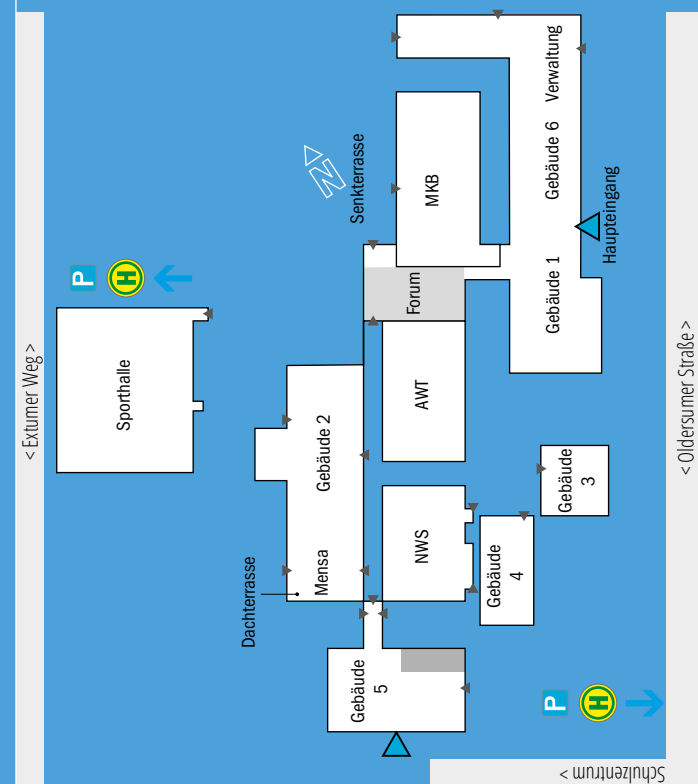 < Extumer Weg >
P
H
Sporthalle
N
Senkterrasse
MKB
Verwaltung
Gebäude 6
Gebäude 1
Haupteingang
Forum
AWT
Gebäude 2
Mensa
Dachterrasse
NWS
Gebäude
3
Gebäude
4
Gebäude
5
P
H
< Oldersumer Straße >
Schulzentrum >